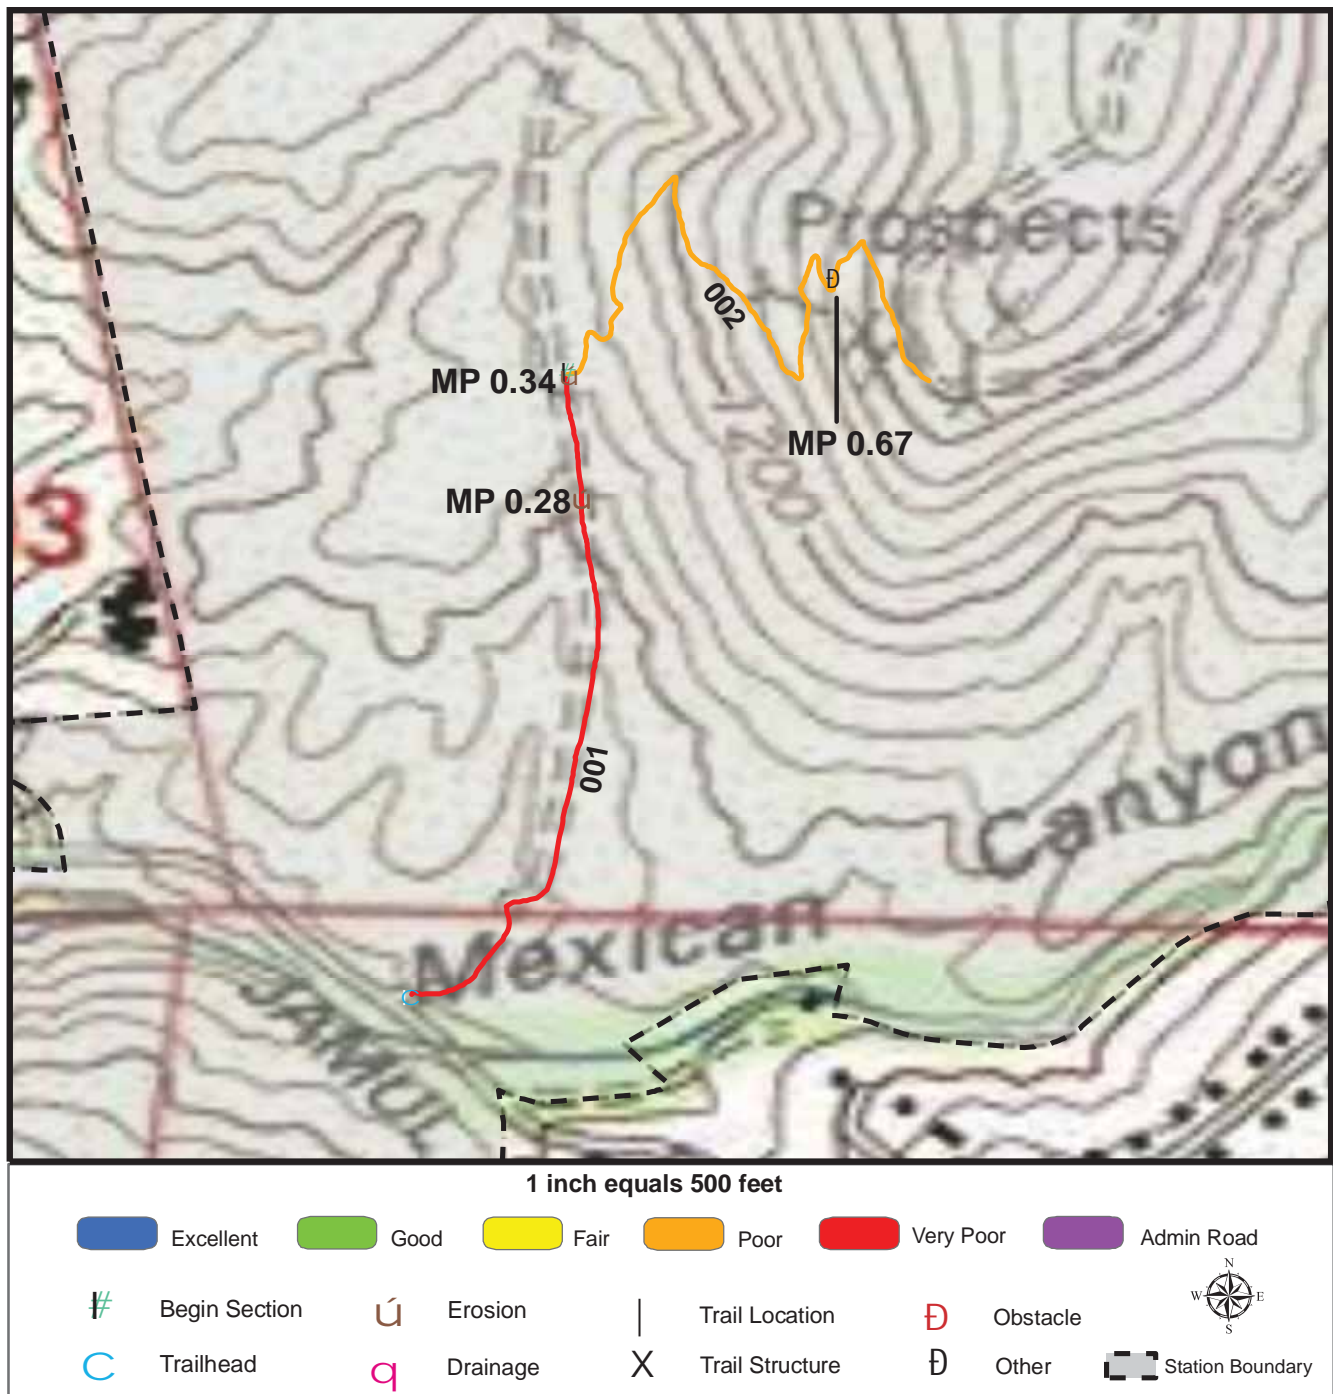 Prospects
002
MP 0.34
ú
Đ
1200
MP 0.67
MP 0.28
ú
3
001
Canyon
Mexican
C
JAMUL
1 inch equals 500 feet
Excellent
Good
Fair
Poor
Very Poor
Admin Road
N
W E
S
# Begin Section
ú Erosion
| Trail Location
Đ Obstacle
C Trailhead
q Drainage
X Trail Structure
Đ Other
Station Boundary